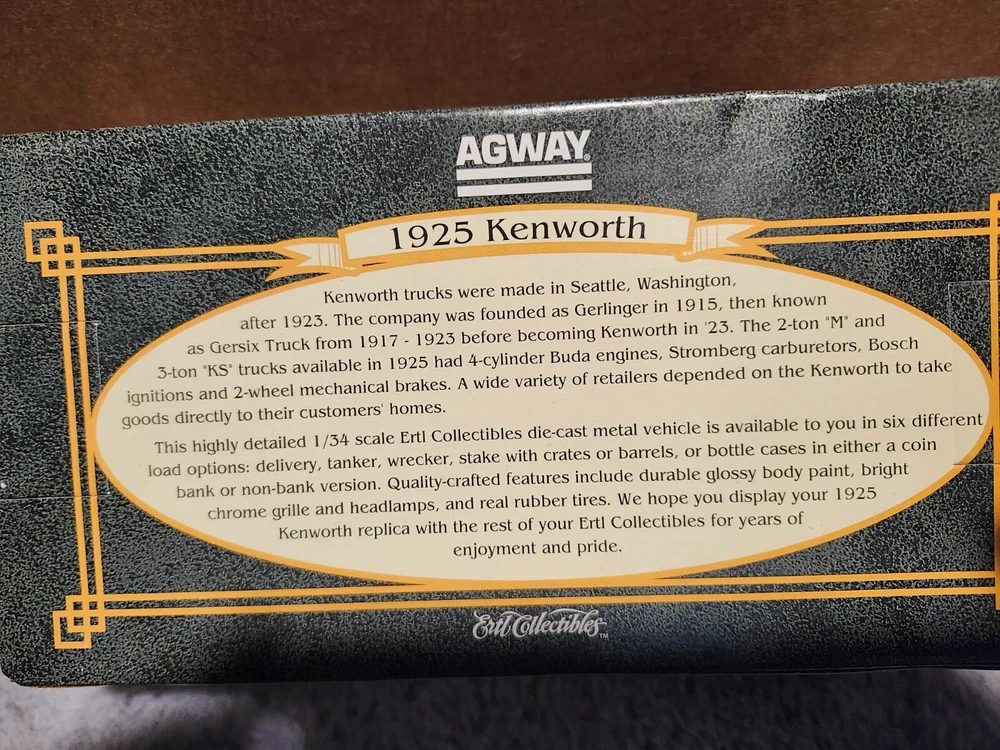 AGWAY®
1925 Kenworth
Kenworth trucks were made in Seattle, Washington,
after 1923. The company was founded as Gerlinger in 1915, then known
as Gersix Truck from 1917 - 1923 before becoming Kenworth in '23. The 2-ton "M" and
3-ton "KS" trucks available in 1925 had 4-cylinder Buda engines, Stromberg carburetors, Bosch
ignitions and 2-wheel mechanical brakes. A wide variety of retailers depended on the Kenworth to take
goods directly to their customers' homes.
This highly detailed 1/34 scale Ertl Collectibles die-cast metal vehicle is available to you in six different
load options: delivery, tanker, wrecker, stake with crates or barrels, or bottle cases in either a coin
bank or non-bank version. Quality-crafted features include durable glossy body paint, bright
chrome grille and headlamps, and real rubber tires. We hope you display your 1925
Kenworth replica with the rest of your Ertl Collectibles for years of
enjoyment and pride.
Ertl Collectibles™